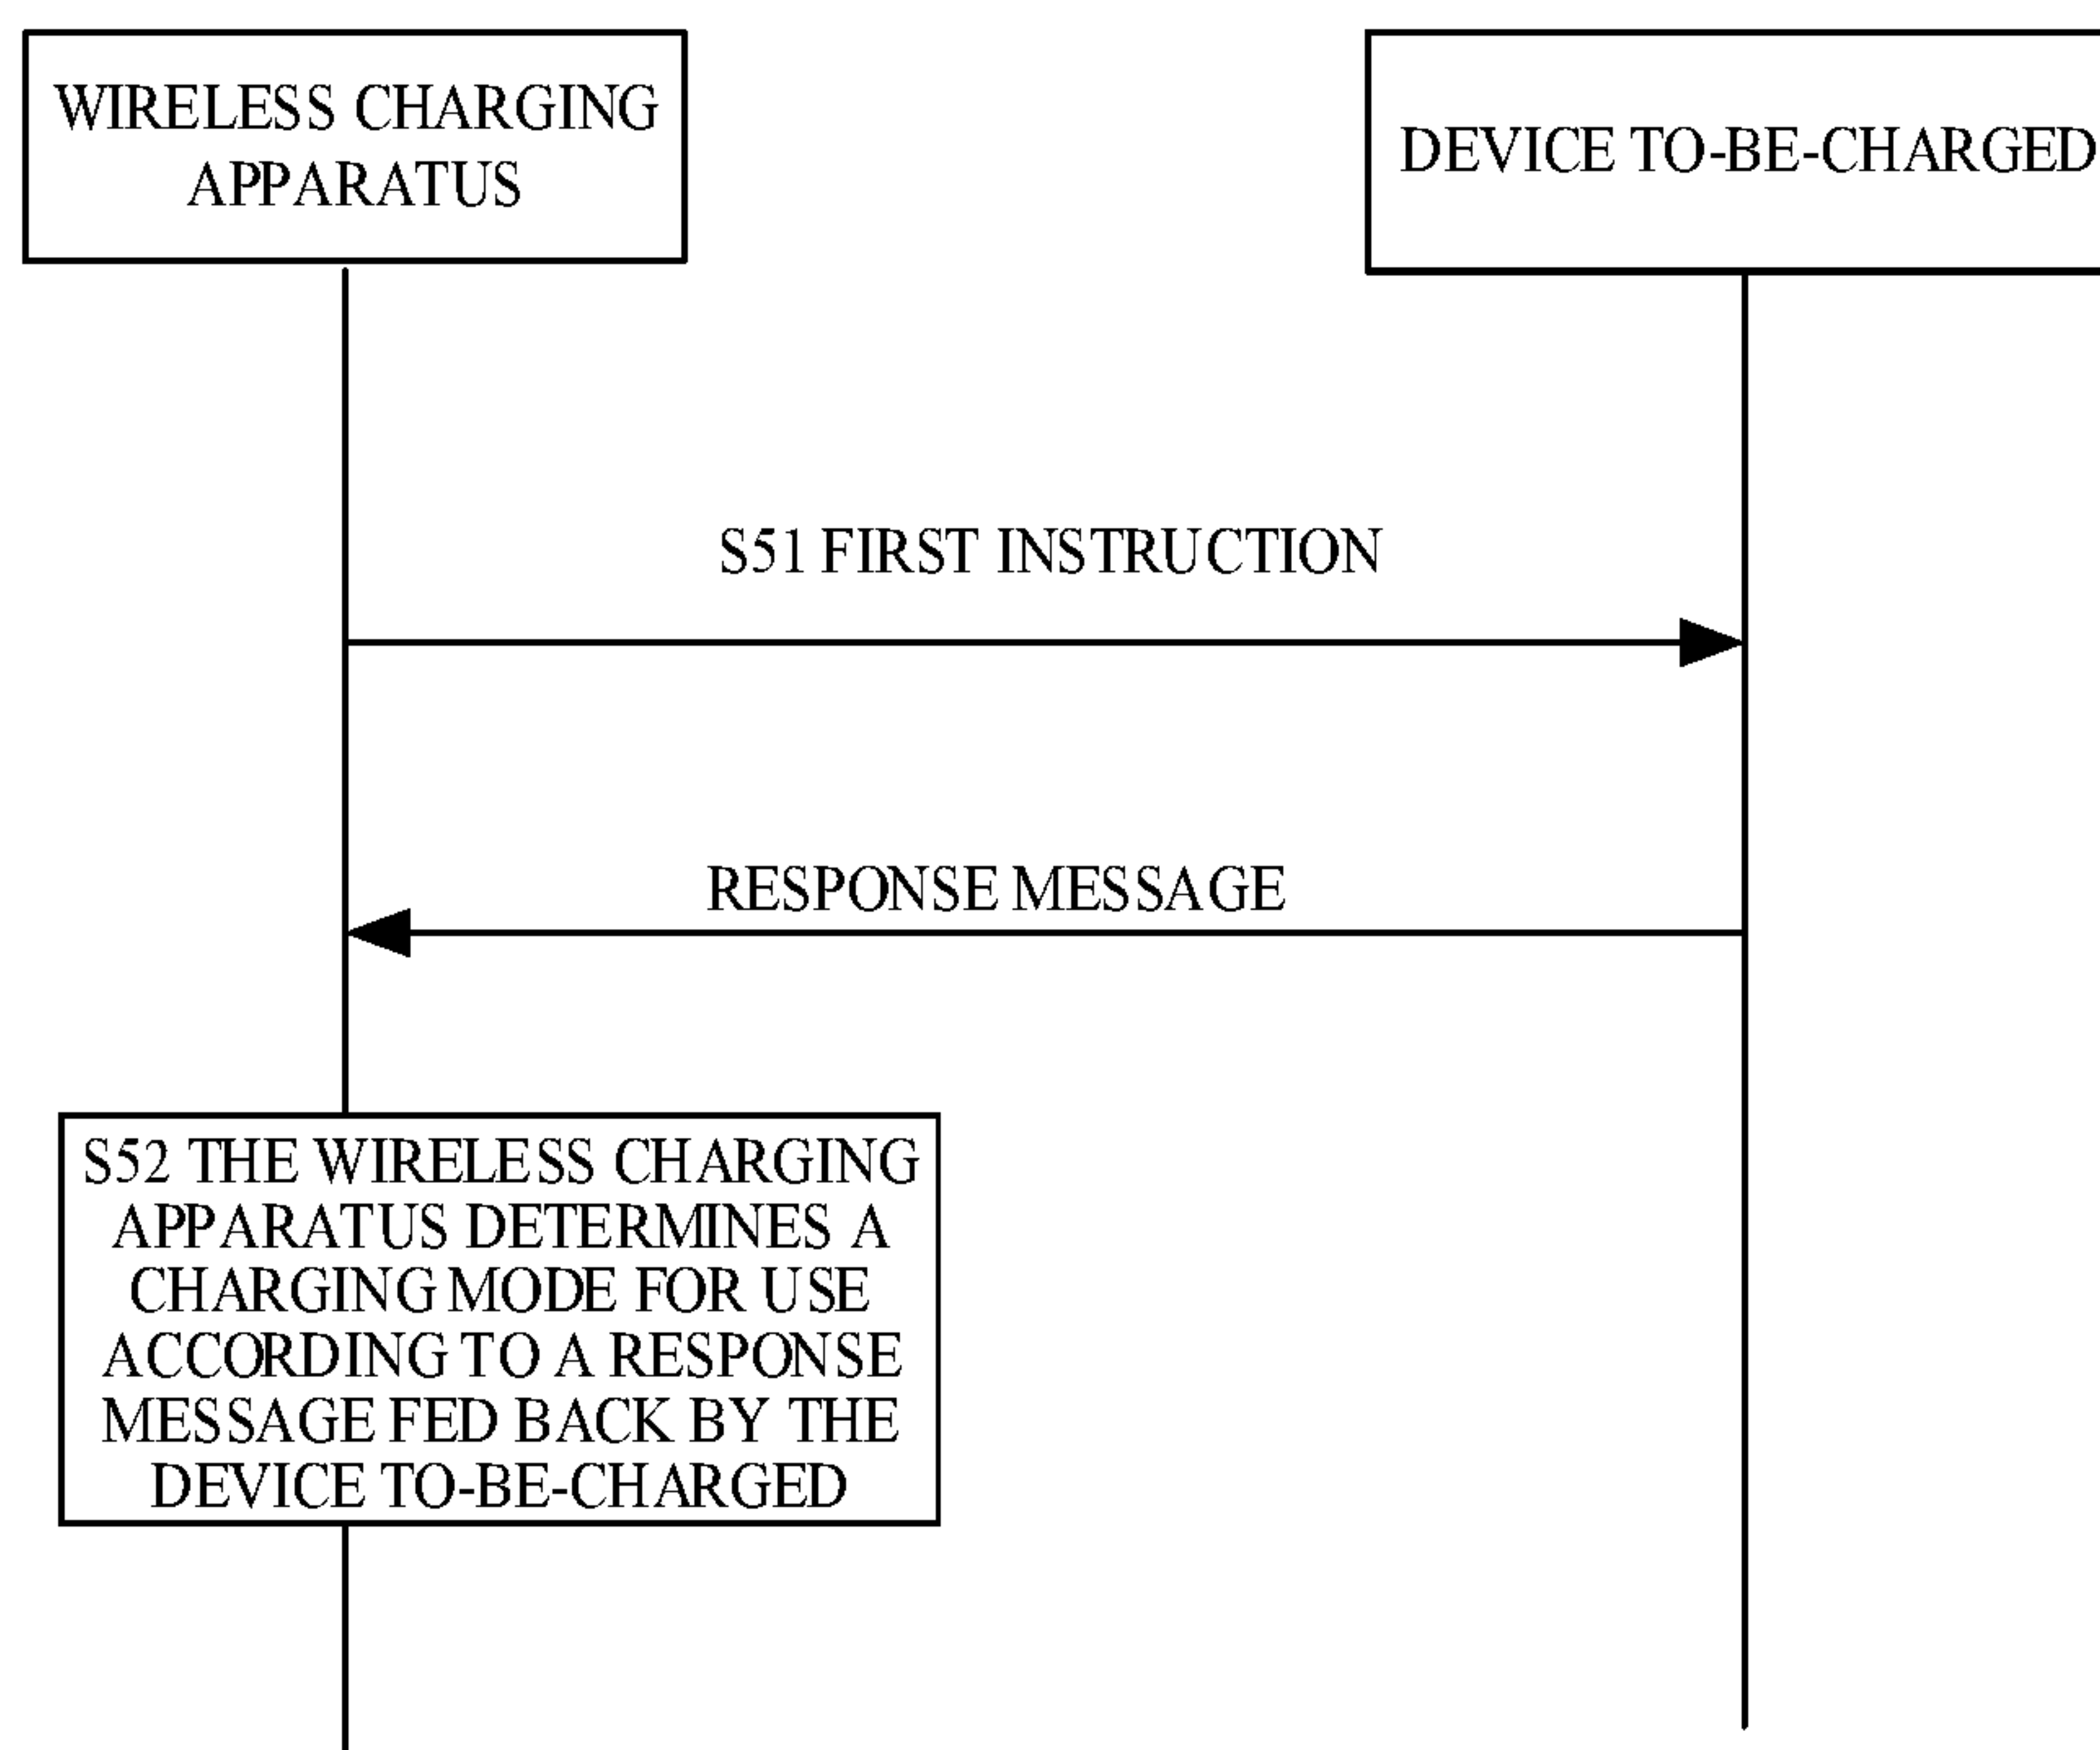 WIRELESS CHARGING
APPARATUS
DEVICE TO-BE-CHARGED
S51 FIRST INSTRUCTION
RESPONSE MESSAGE
S52 THE WIRELESS CHARGING
APPARATUS DETERMINES A
CHARGING MODE FOR USE
ACCORDING TO A RESPONSE
MESSAGE FED BACK BY THE
DEVICE TO-BE-CHARGED